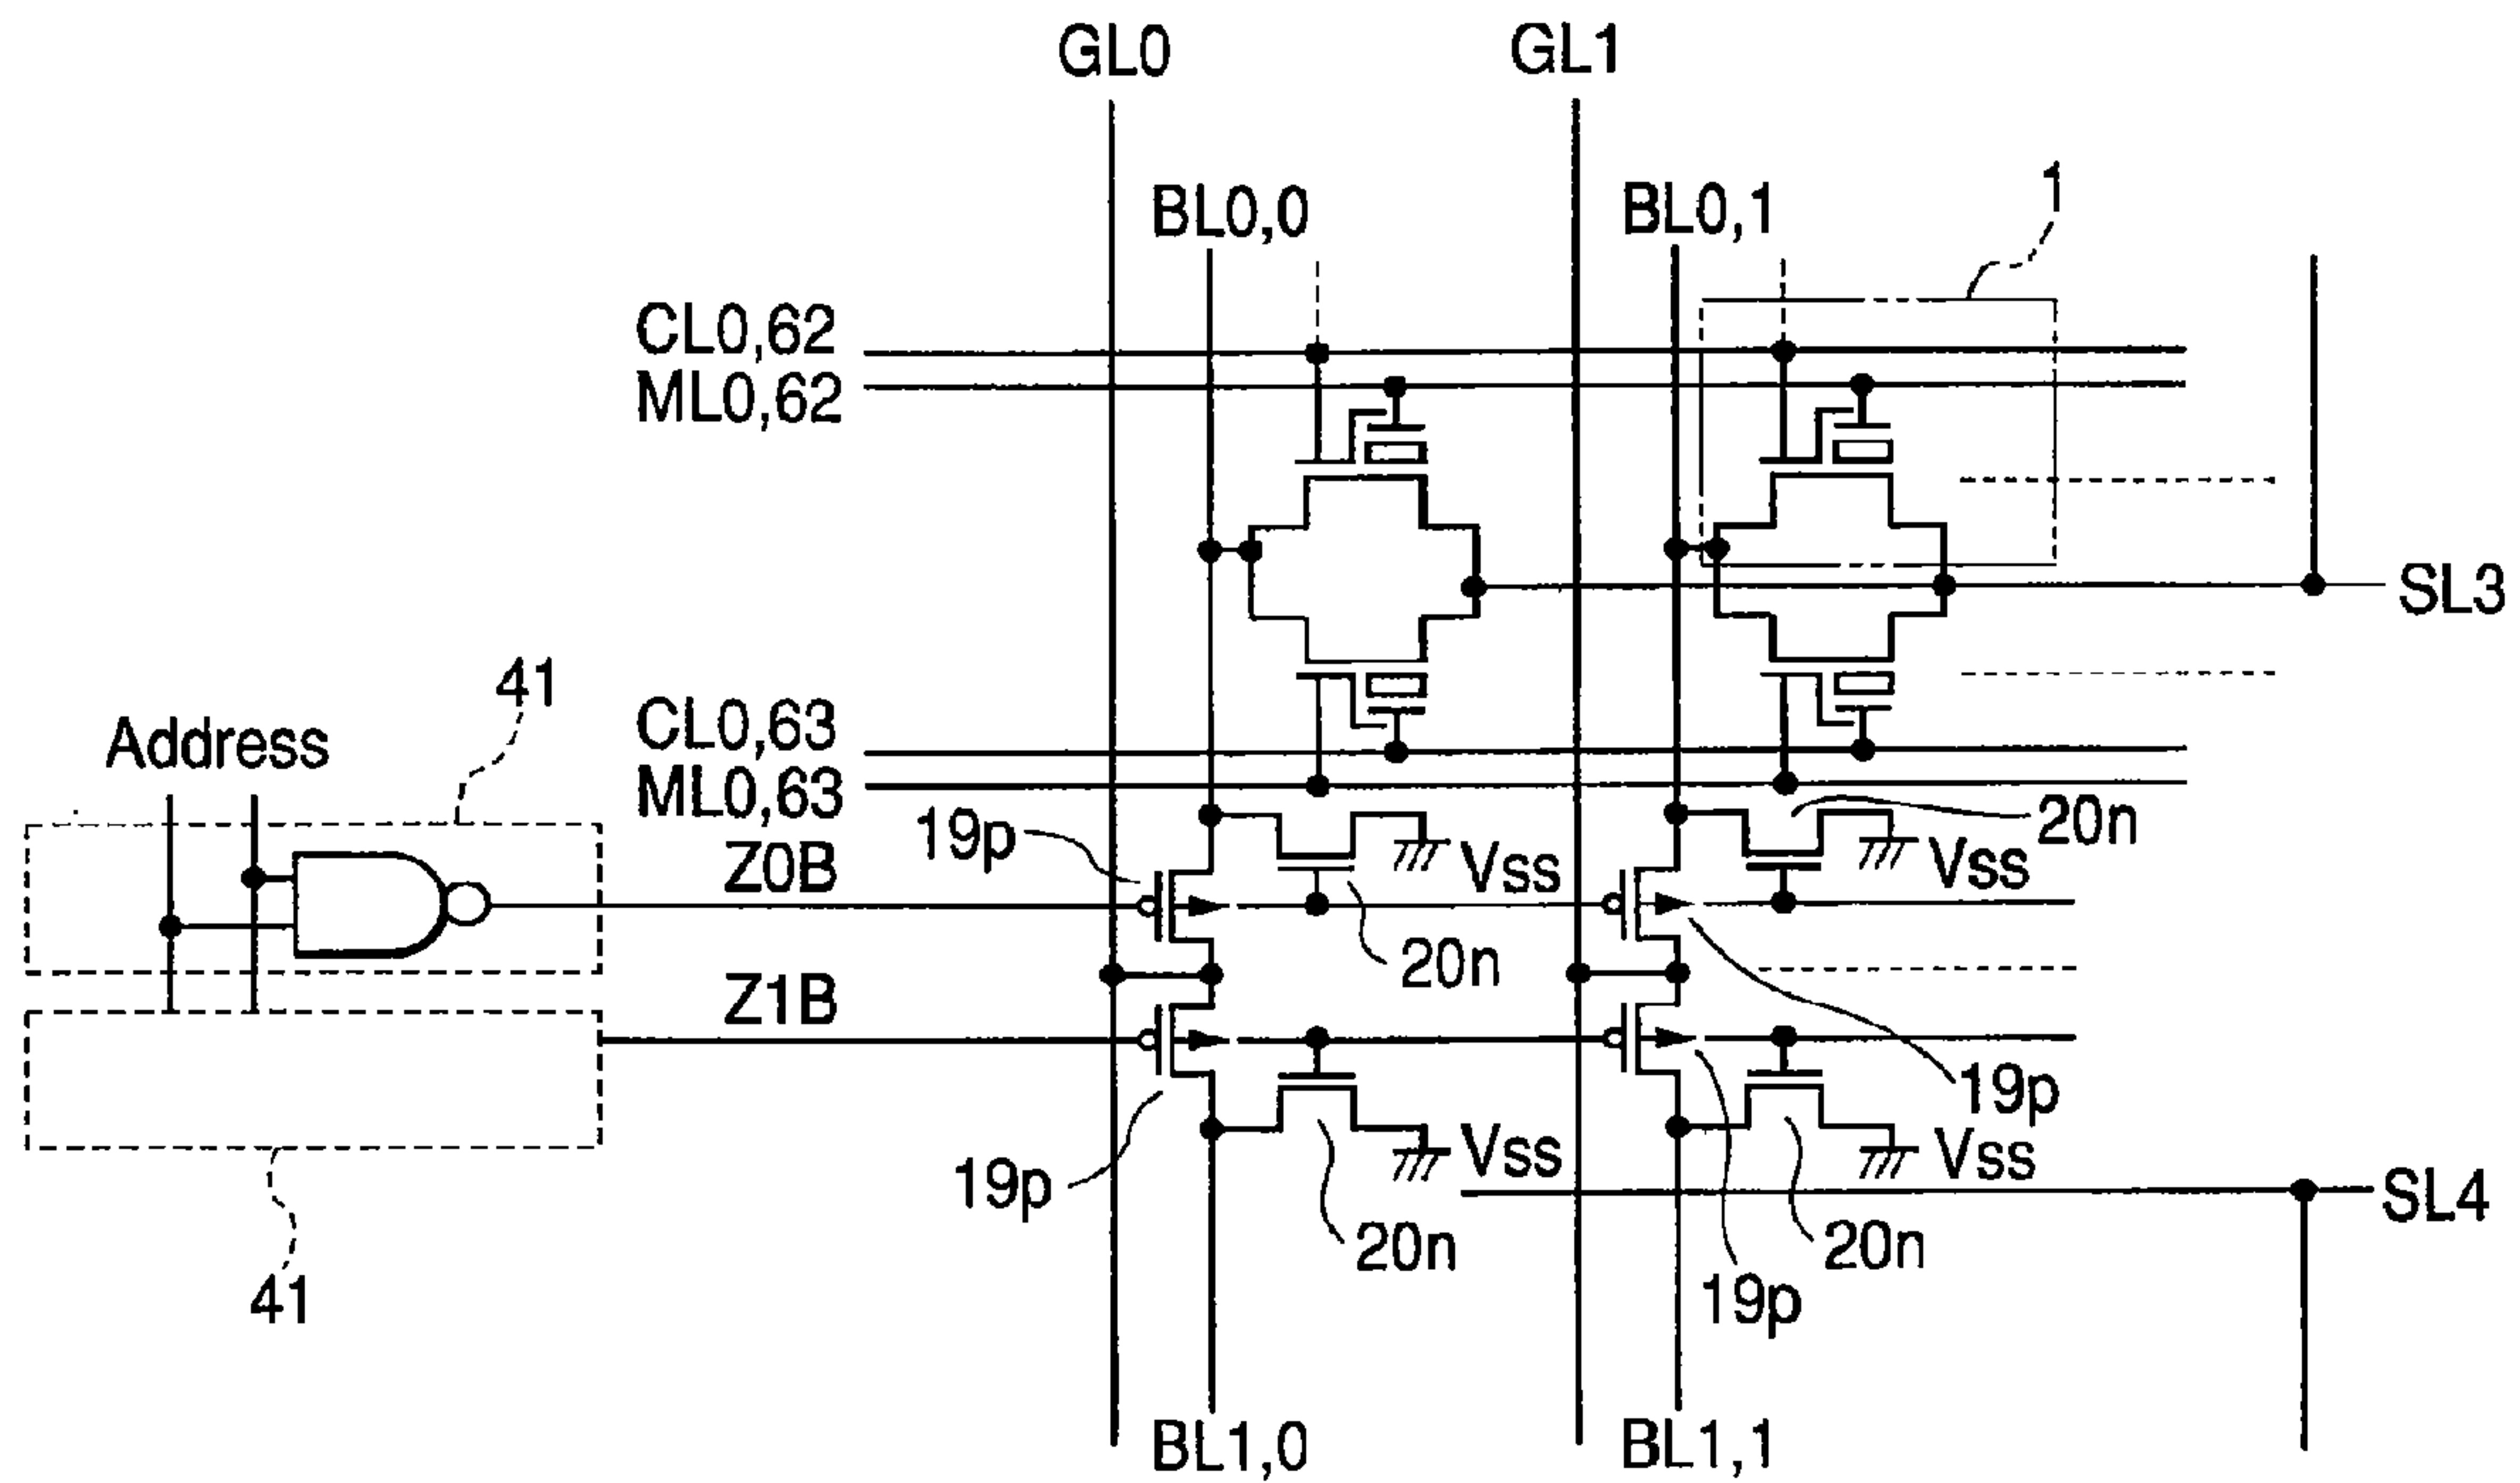 GL0
GL1
BL0,0
BL0,1
1
CL0,62
ML0,62
SL3
41
Address
CL0,63
ML0,63
19p
20n
Z0B
Vss
Vss
20n
Z1B
19p
19p
Vss
Vss
SL4
20n
20n
41
19p
BL1,0
BL1,1